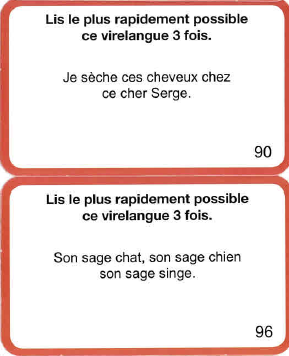 Lis le plus rapidement possible
ce virelangue 3 fois.
Je sèche ces cheveux chez
ce cher Serge.
90
Lis le plus rapidement possible
ce virelangue 3 fois.
Son sage chat, son sage chien
son sage singe.
96